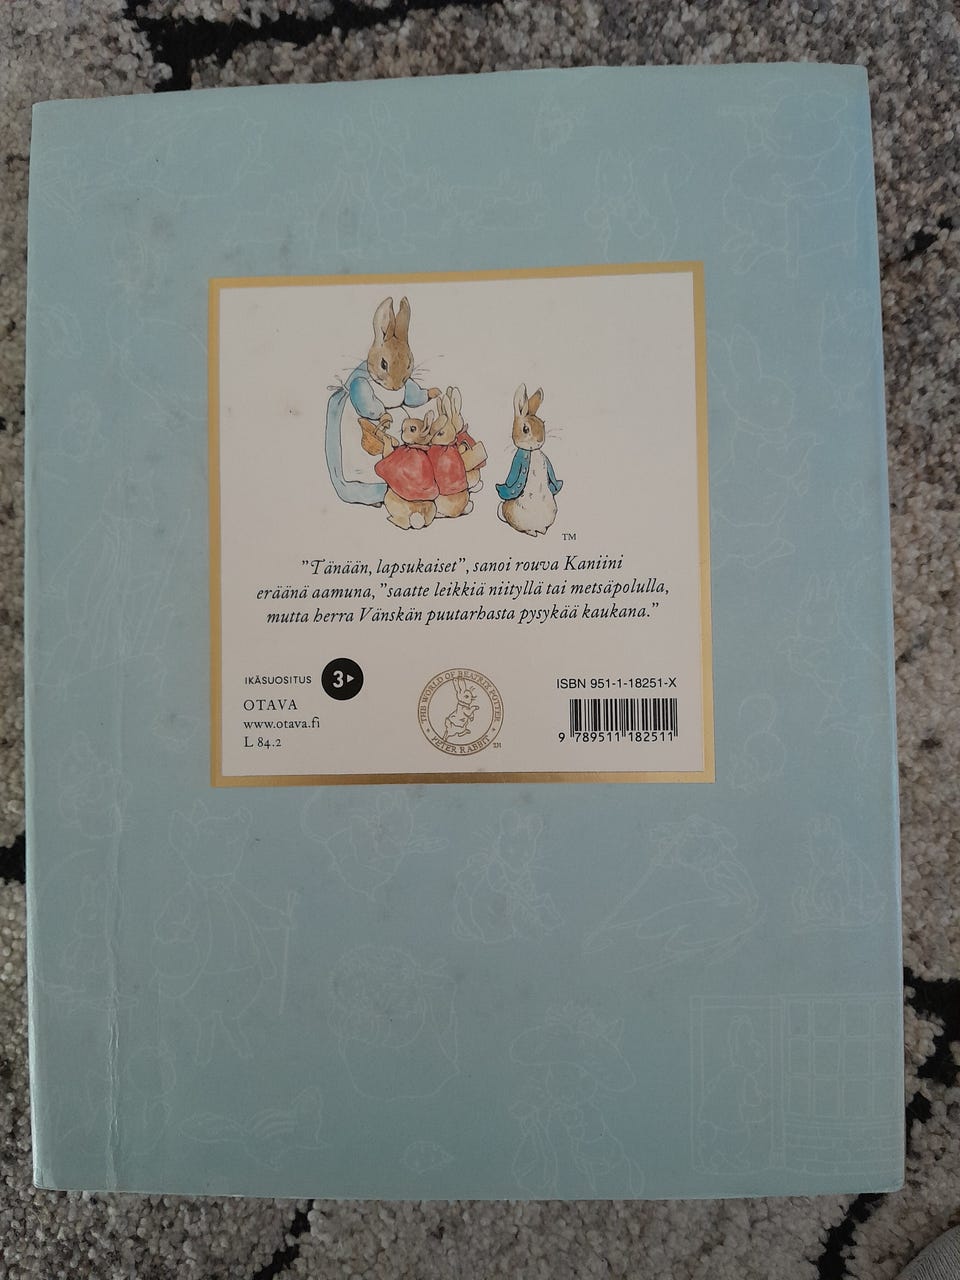 TM
"Tänään, lapsukaiset", sanoi rouva Kaniini
eräänä aamuna, "saatte leikkiä niityllä tai metsäpolulla,
mutta herra Vänskän puutarhasta pysykää kaukana."
IKÄSUOSITUS 3
OTAVA
www.otava.fi
L 84.2
THE WORLD OF BEATRIX POTTER
PETER RABBIT
TM
ISBN 951-1-18251-X
9 789511 182511